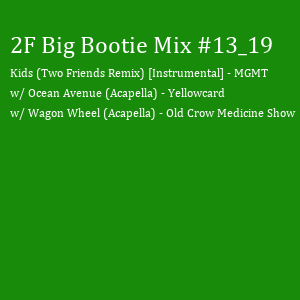 2F Big Bootie Mix #13_19
Kids (Two Friends Remix) [Instrumental] - MGMT
w/ Ocean Avenue (Acapella) - Yellowcard
w/ Wagon Wheel (Acapella) - Old Crow Medicine Show